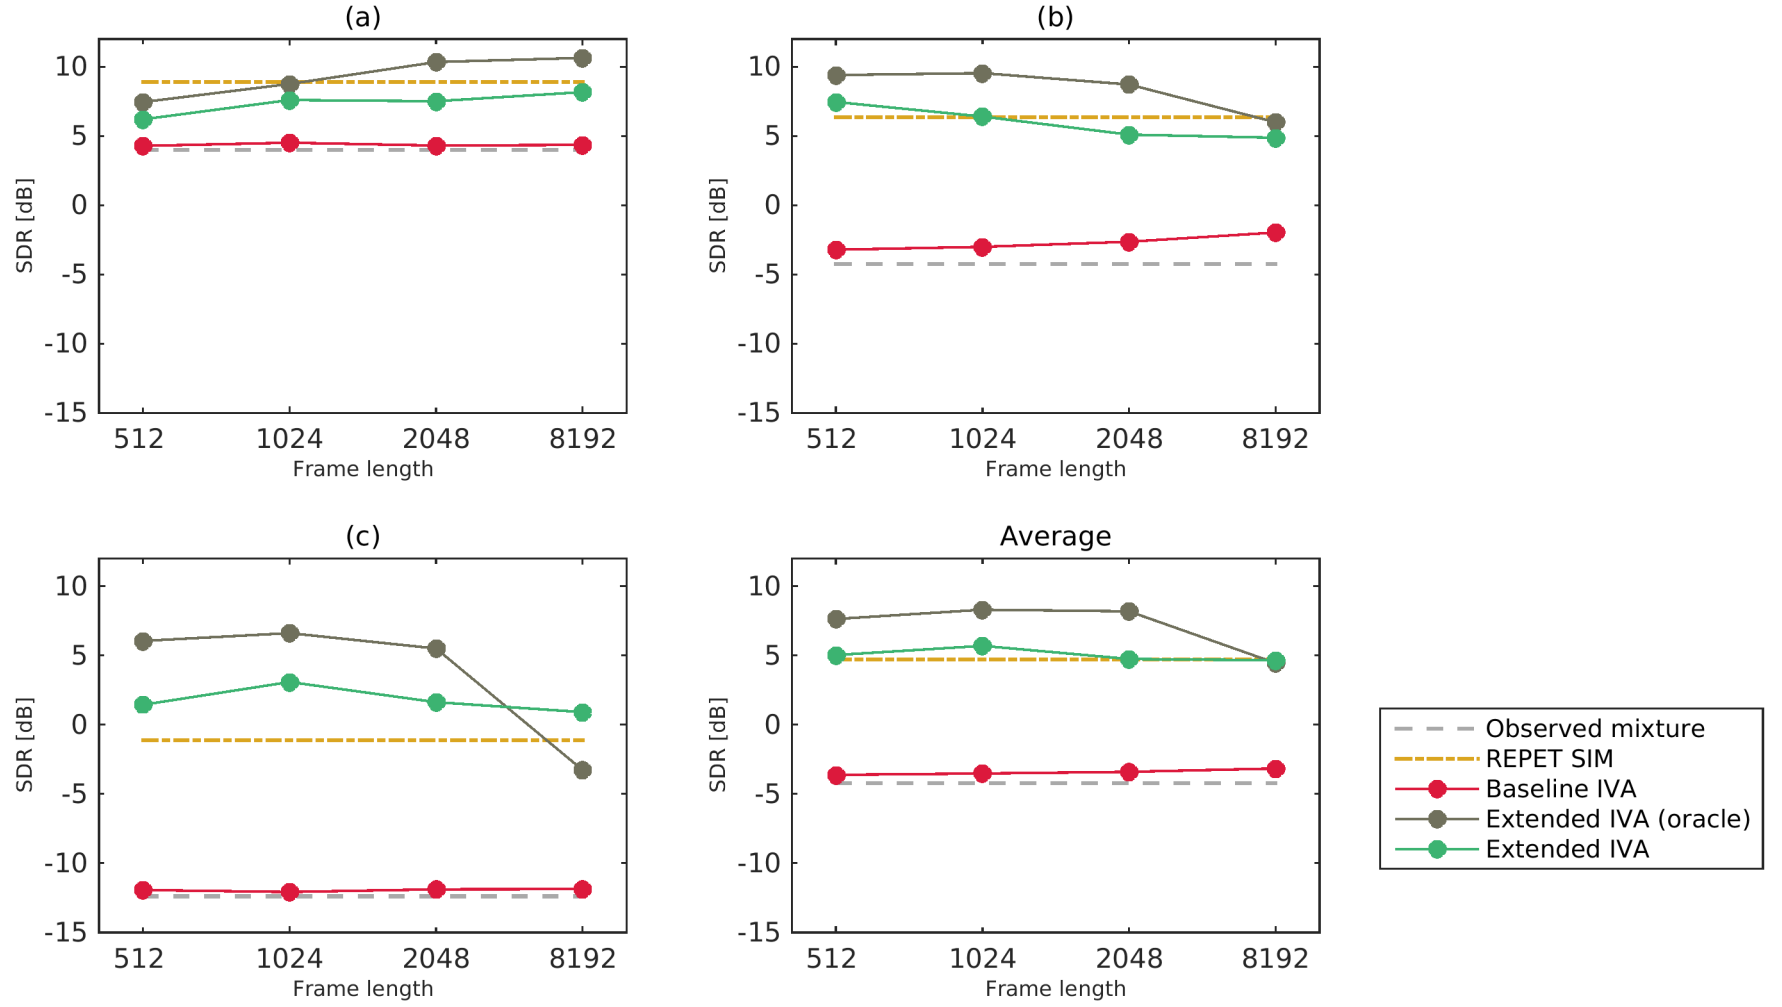 (a)
10
5
0
-5
-10
-15
SDR [dB]
512 1024 2048 8192
Frame length
(b)
10
5
0
-5
-10
-15
SDR [dB]
512 1024 2048 8192
Frame length
(c)
10
5
0
-5
-10
-15
SDR [dB]
512 1024 2048 8192
Frame length
Average
10
5
0
-5
-10
-15
SDR [dB]
512 1024 2048 8192
Frame length
Observed mixture
REPET SIM
Baseline IVA
Extended IVA (oracle)
Extended IVA